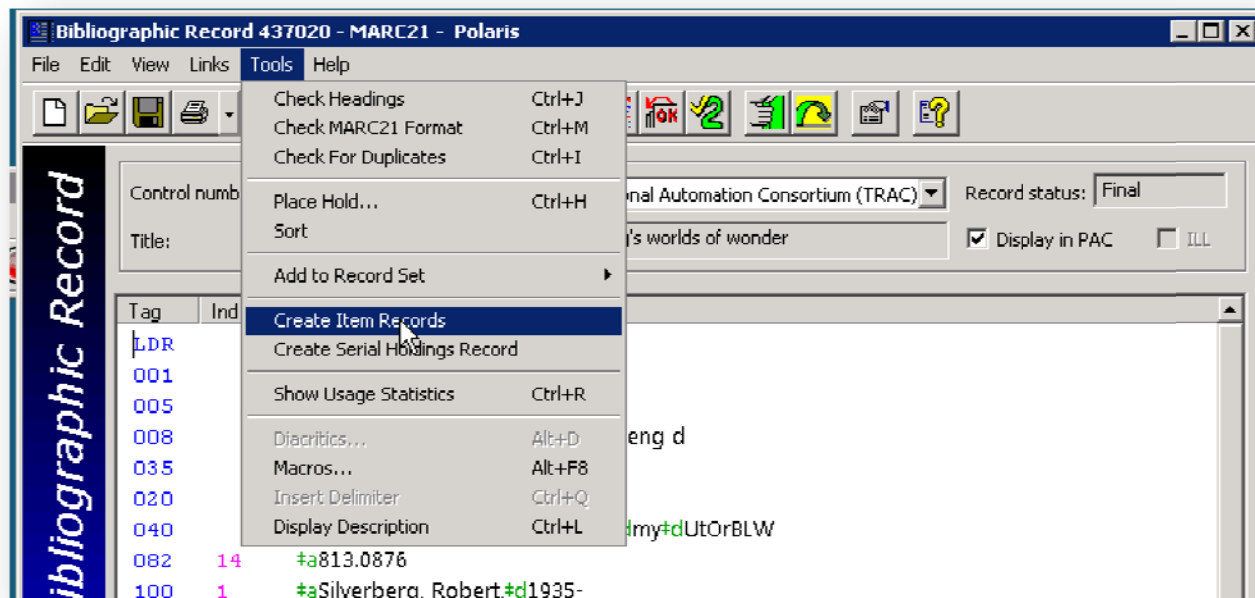 Bibliographic Record 437020 - MARC21 - Polaris
File Edit View Links Tools Help
Check Headings Ctrl+J
Check MARC21 Format Ctrl+M
Check For Duplicates Ctrl+I
Place Hold... Ctrl+H
Sort
Add to Record Set
Create Item Records
Create Serial Holdings Record
Show Usage Statistics Ctrl+R
Diacritics... Alt+D
Macros... Alt+F8
Insert Delimiter Ctrl+Q
Display Description Ctrl+L
OK
Control numb
nal Automation Consortium (TRAC)
Record status: Final
Title:
's worlds of wonder
Display in PAC
ILL
ibliographic Record
Tag Ind
LDR
001
005
008 eng d
035
020
040 my‡dUtOrBLW
082 14 ‡a813.0876
100 1 ‡aSilverberg, Robert,‡d1935-